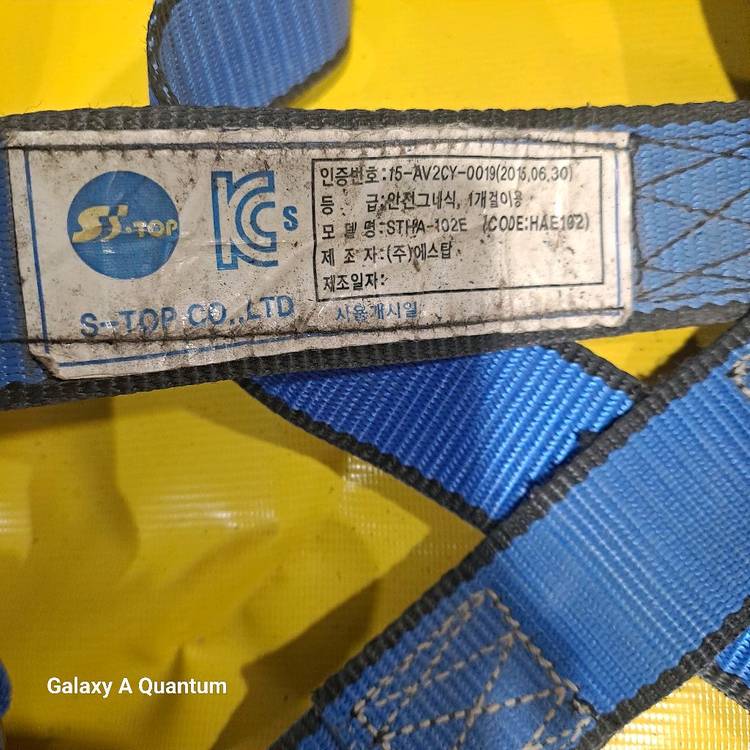 SS·TOP
KCs
인증번호:15-AV2CY-0019(2015.06.30)
등 급:안전그네식, 1개걸이용
모 델 명:STHA-102E (CODE:HAE102)
제 조 자:(주)에스탑
제조일자:
S-TOP CO.,LTD
사용개시일
Galaxy A Quantum